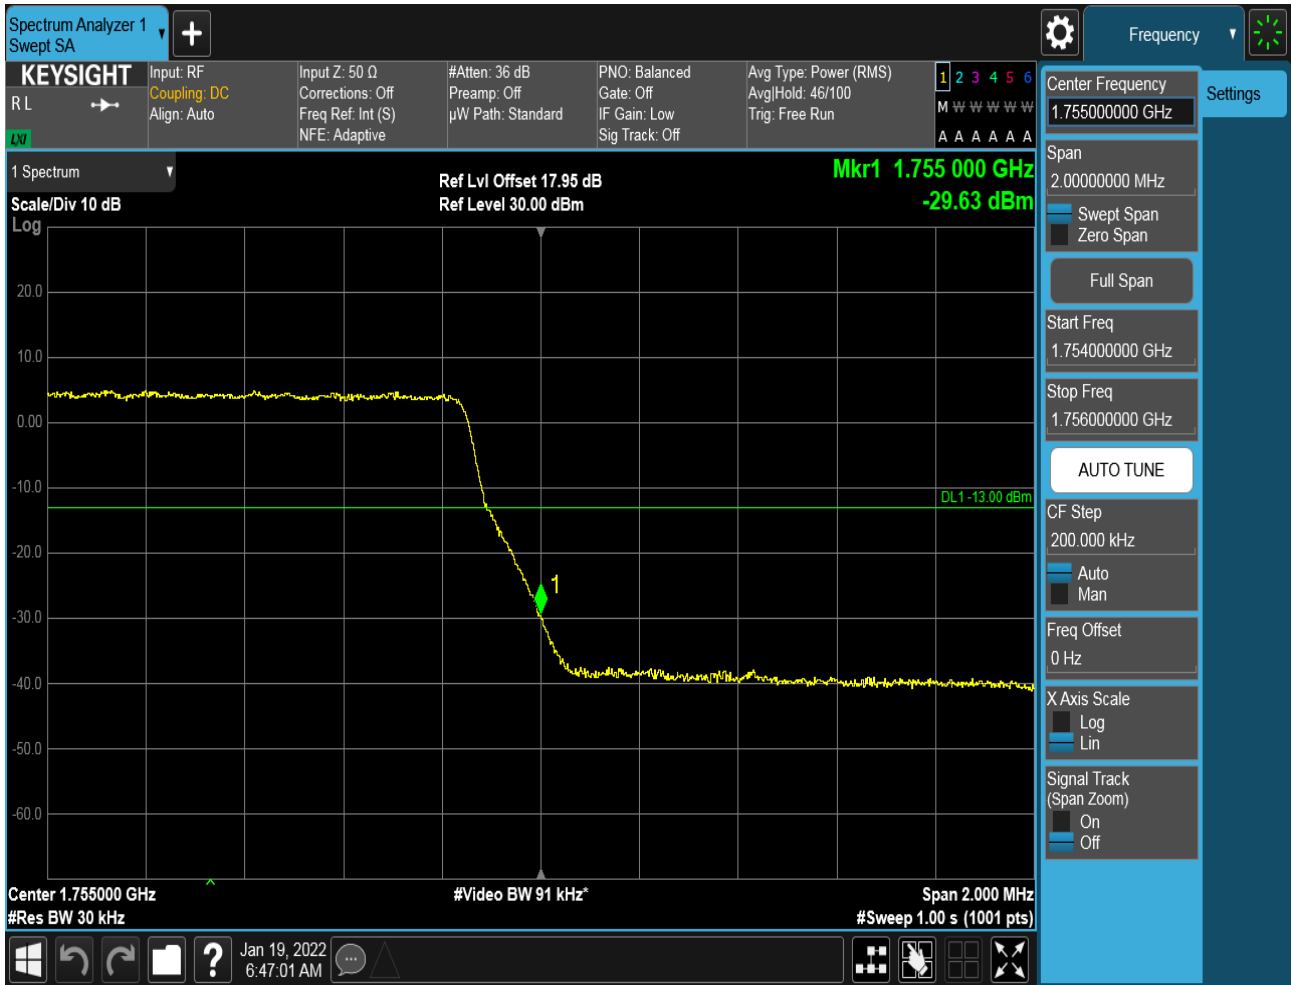 Spectrum Analyzer 1
Swept SA
Frequency
KEYSIGHT
R L
LXI
Input: RF
Coupling: DC
Align: Auto
Input Z: 50 Ω
Corrections: Off
Freq Ref: Int (S)
NFE: Adaptive
#Atten: 36 dB
Preamp: Off
µW Path: Standard
PNO: Balanced
Gate: Off
IF Gain: Low
Sig Track: Off
Avg Type: Power (RMS)
Avg|Hold: 46/100
Trig: Free Run
1 2 3 4 5 6
M W W W W W
A A A A A A
1 Spectrum
Scale/Div 10 dB
Log
Ref Lvl Offset 17.95 dB
Ref Level 30.00 dBm
Mkr1 1.755 000 GHz
-29.63 dBm
20.0
10.0
0.00
-10.0
-20.0
-30.0
-40.0
-50.0
-60.0
DL1 -13.00 dBm
1
Center 1.755000 GHz
#Res BW 30 kHz
#Video BW 91 kHz*
Span 2.000 MHz
#Sweep 1.00 s (1001 pts)
Jan 19, 2022
6:47:01 AM
?
Center Frequency
1.755000000 GHz
Settings
Span
2.00000000 MHz
Swept Span
Zero Span
Full Span
Start Freq
1.754000000 GHz
Stop Freq
1.756000000 GHz
AUTO TUNE
CF Step
200.000 kHz
Auto
Man
Freq Offset
0 Hz
X Axis Scale
Log
Lin
Signal Track
(Span Zoom)
On
Off